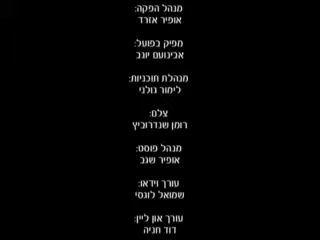 מנהל הפקה:
אופיר אזרד
מפיק בפועל:
אבינועם יוגב
מנהלת תוכניות:
לימור גולני
צלם:
רומן שנדרוביץ
מנהל פוסט:
אופיר שגב
עורך וידאו:
שמואל לונסי
עורך און ליין:
דוד חניה